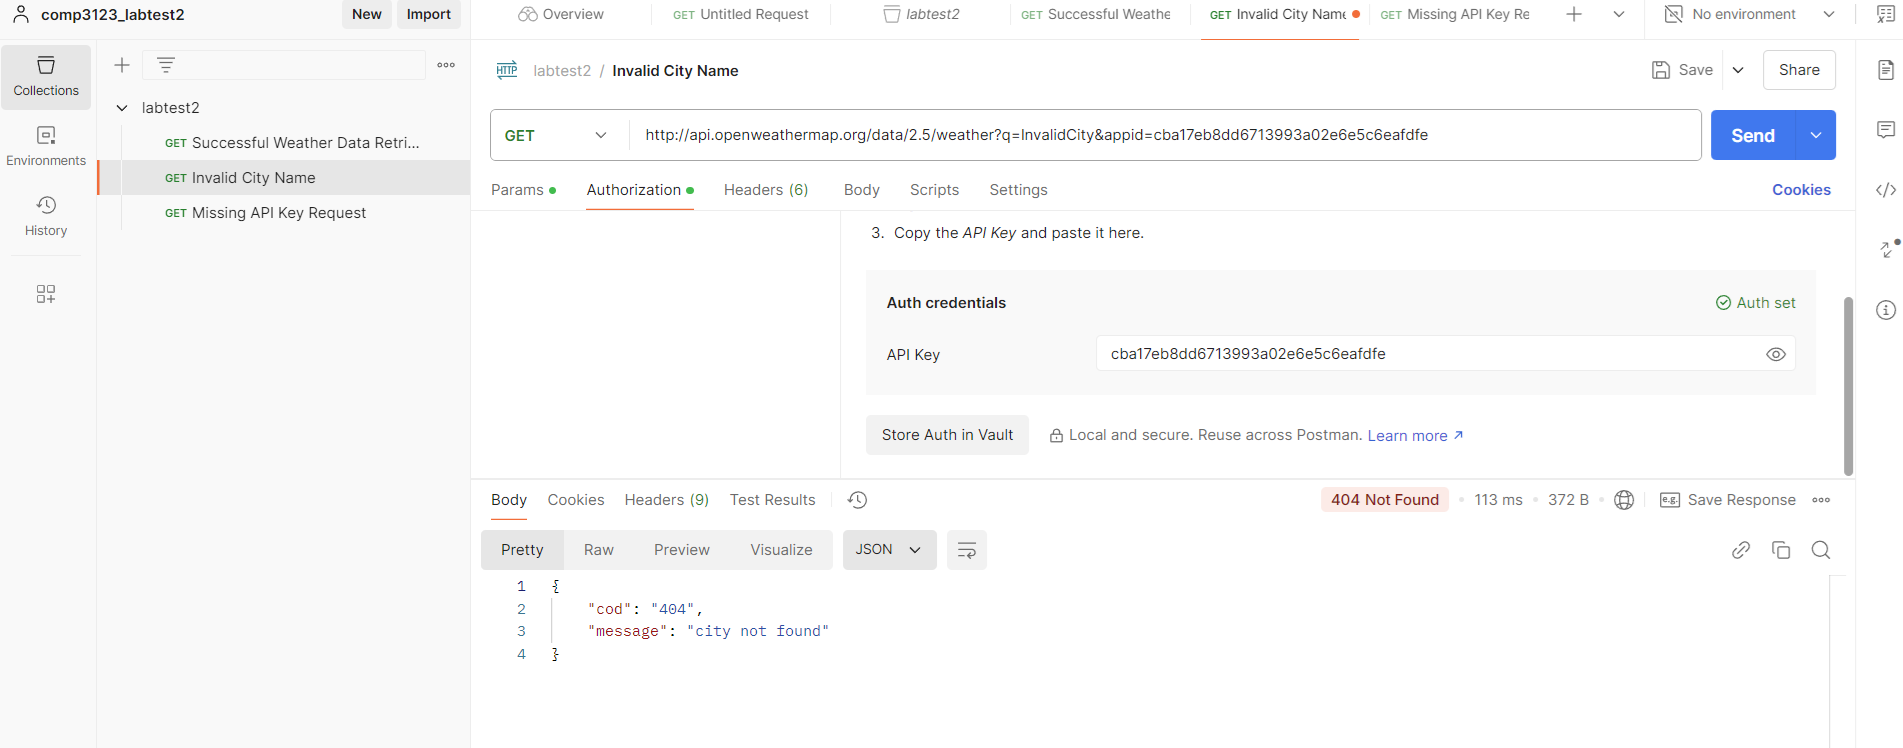 comp3123_labtest2 New Import
Overview GET Untitled Request labtest2 GET Successful Weathe GET Invalid City Name GET Missing API Key Re No environment
Collections
Environments
History
labtest2
GET Successful Weather Data Retri...
GET Invalid City Name
GET Missing API Key Request
HTTP labtest2 / Invalid City Name Save Share
GET http://api.openweathermap.org/data/2.5/weather?q=InvalidCity&appid=cba17eb8dd6713993a02e6e5c6eafdfe Send
Params Authorization Headers (6) Body Scripts Settings Cookies
3. Copy the API Key and paste it here.
Auth credentials Auth set
API Key cba17eb8dd6713993a02e6e5c6eafdfe
Store Auth in Vault Local and secure. Reuse across Postman. Learn more ↗
Body Cookies Headers (9) Test Results 404 Not Found 113 ms 372 B e.g. Save Response
Pretty Raw Preview Visualize JSON
1 {
2 "cod": "404",
3 "message": "city not found"
4 }